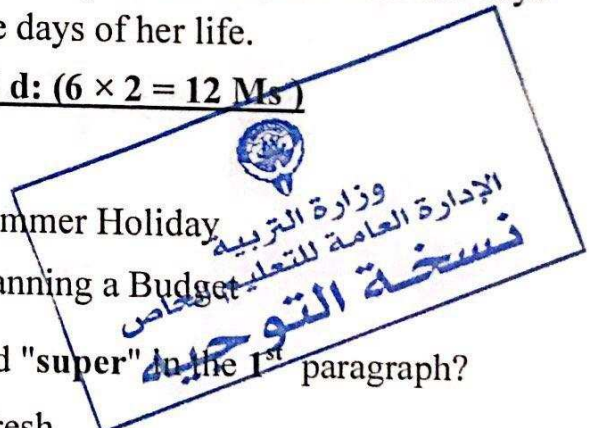 e days of her life.
d: (6 × 2 = 12 Ms )
وزارة التربية
الإدارة العامة للتعليم الخاص
نسخة التوجيه
mmer Holiday
anning a Budget
d "super" in the 1st paragraph?
resh